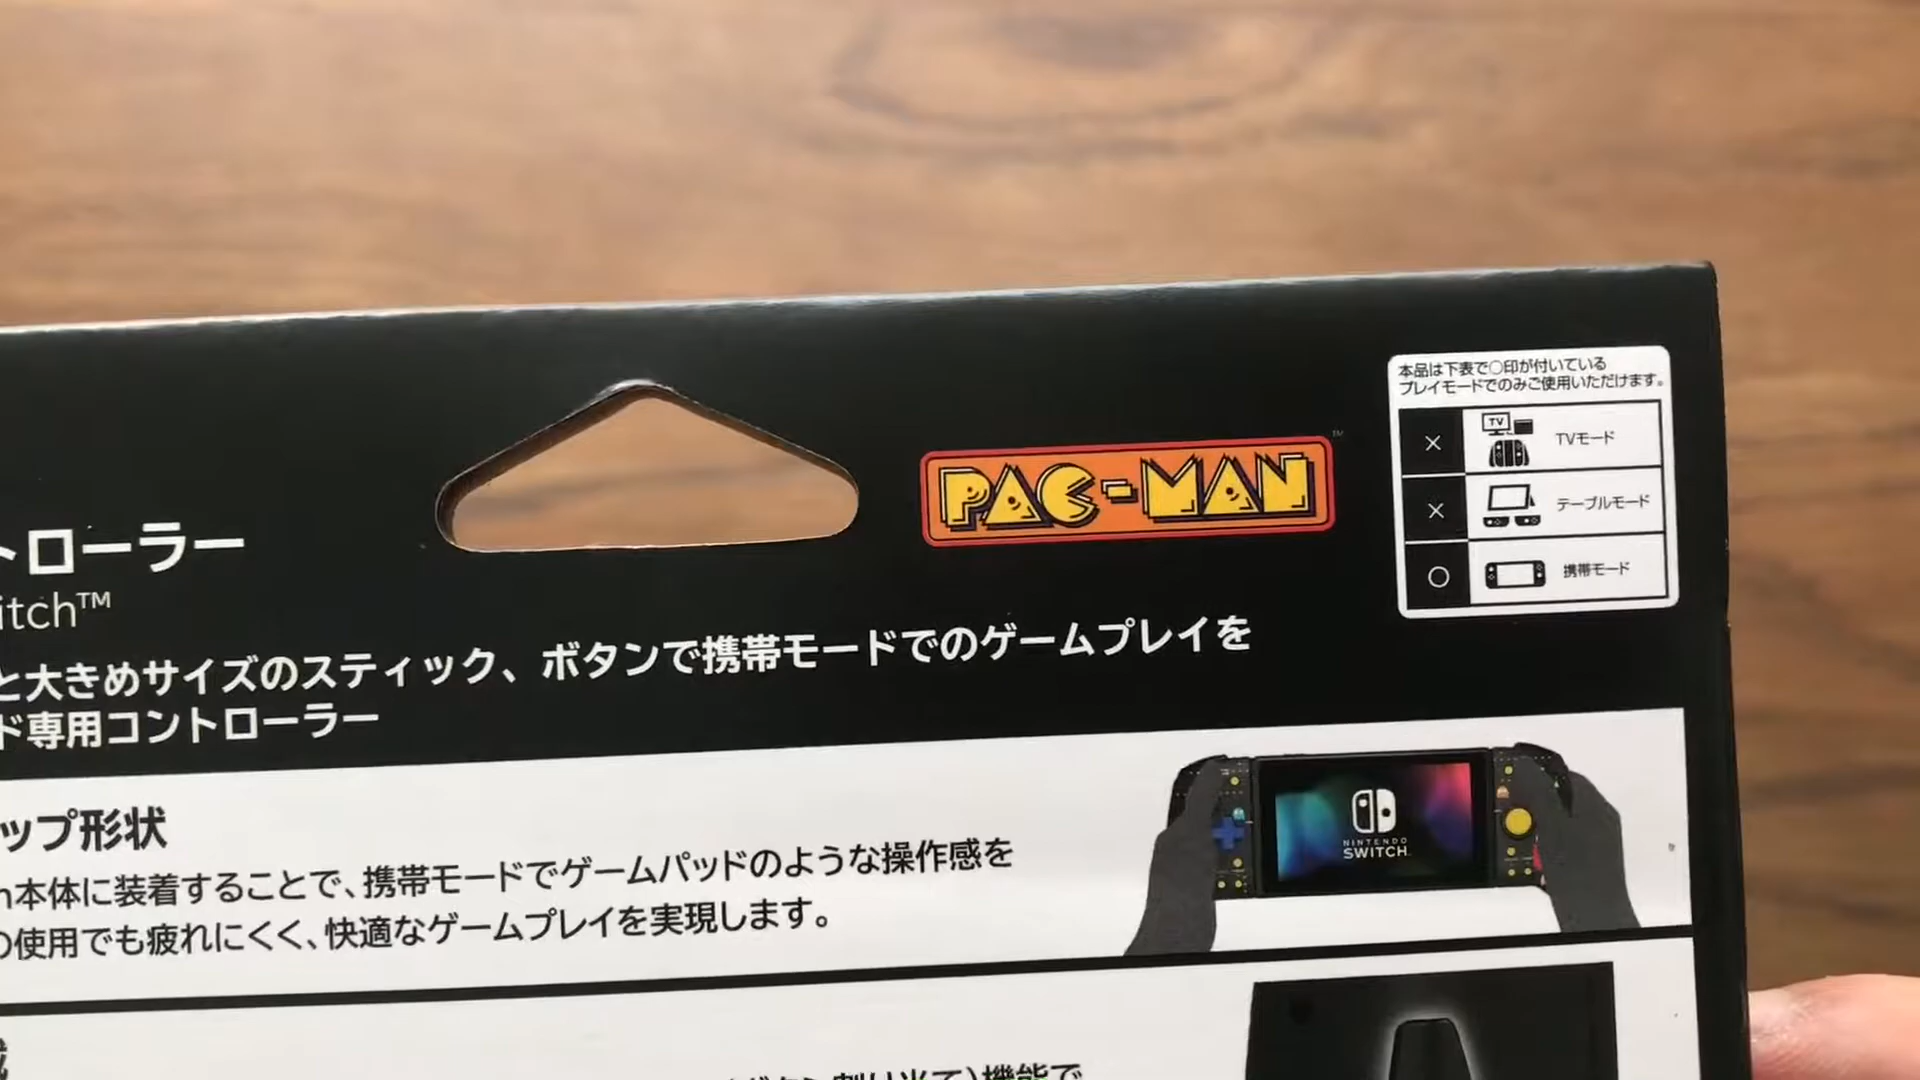 PAC-MAN™
本品は下表で○印が付いている
プレイモードでのみご使用いただけます。
× TV TVモード
× テーブルモード
○ 携帯モード
トローラー
itch™
と大きめサイズのスティック、ボタンで携帯モードでのゲームプレイを
ド専用コントローラー
ップ形状
h本体に装着することで、携帯モードでゲームパッドのような操作感を
の使用でも疲れにくく、快適なゲームプレイを実現します。
NINTENDO
SWITCH
機能で